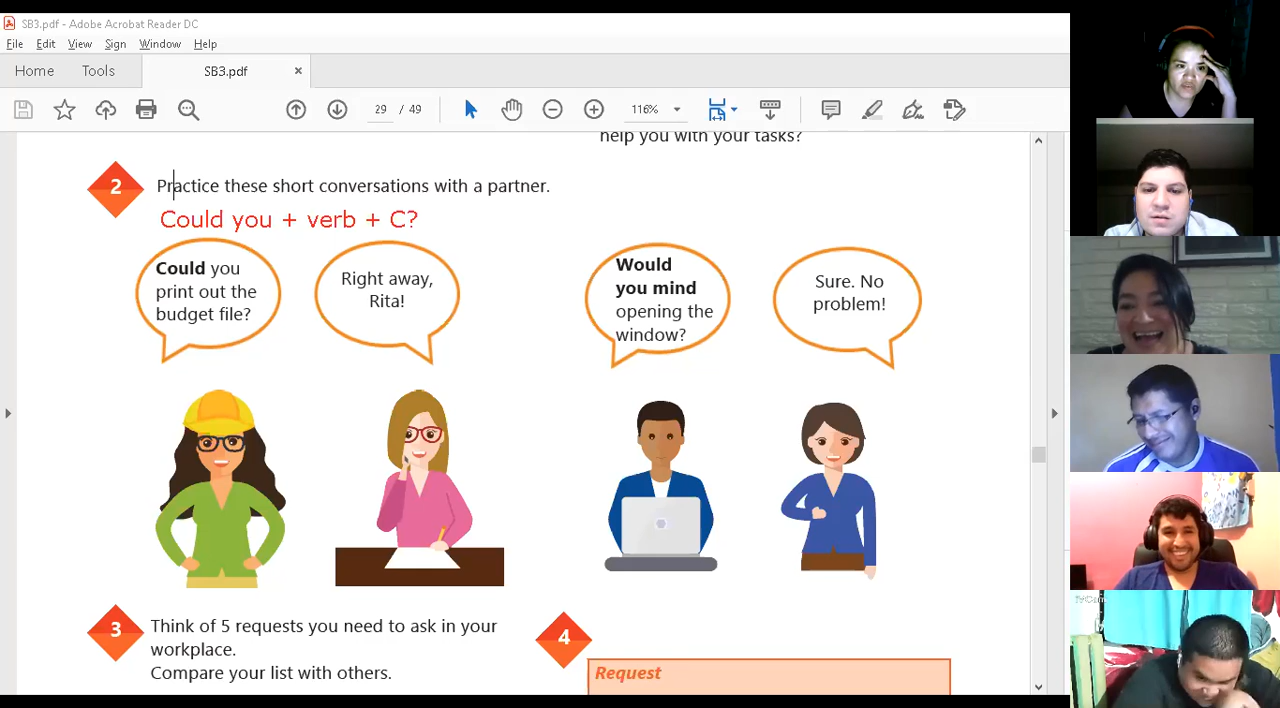 SB3.pdf - Adobe Acrobat Reader DC
File Edit View Sign Window Help
Home Tools SB3.pdf ×
29 / 49 116%
help you with your tasks?
2 Practice these short conversations with a partner.
Could you + verb + C?
Could you
print out the
budget file?
Right away,
Rita!
Would
you mind
opening the
window?
Sure. No
problem!
3 Think of 5 requests you need to ask in your
workplace.
Compare your list with others.
4
Request